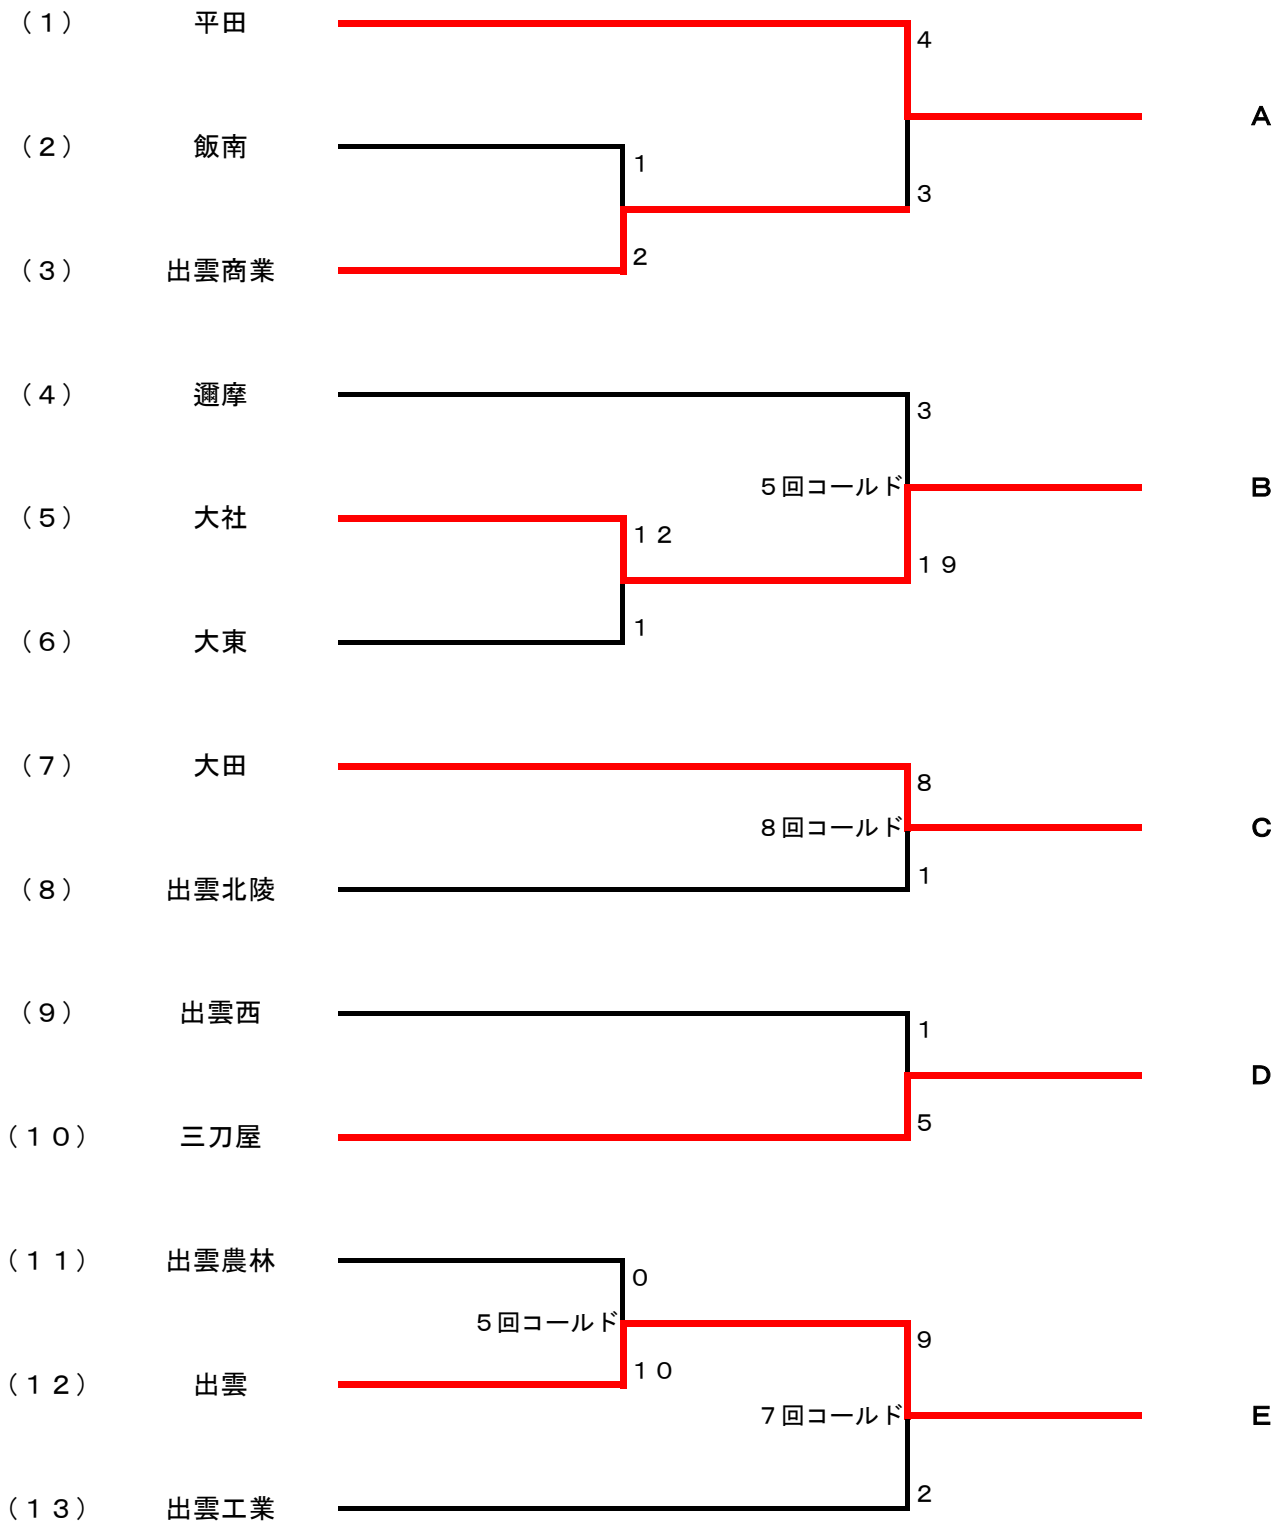 （１） 平田
４
A
（２） 飯南
１
３
２
（３） 出雲商業
（４） 邇摩
３
５回コールド
B
（５） 大社
１２
１９
１
（６） 大東
（７） 大田
８
８回コールド
C
１
（８） 出雲北陵
（９） 出雲西
１
D
５
（１０） 三刀屋
（１１） 出雲農林
０
５回コールド
９
１０
（１２） 出雲
７回コールド
E
２
（１３） 出雲工業